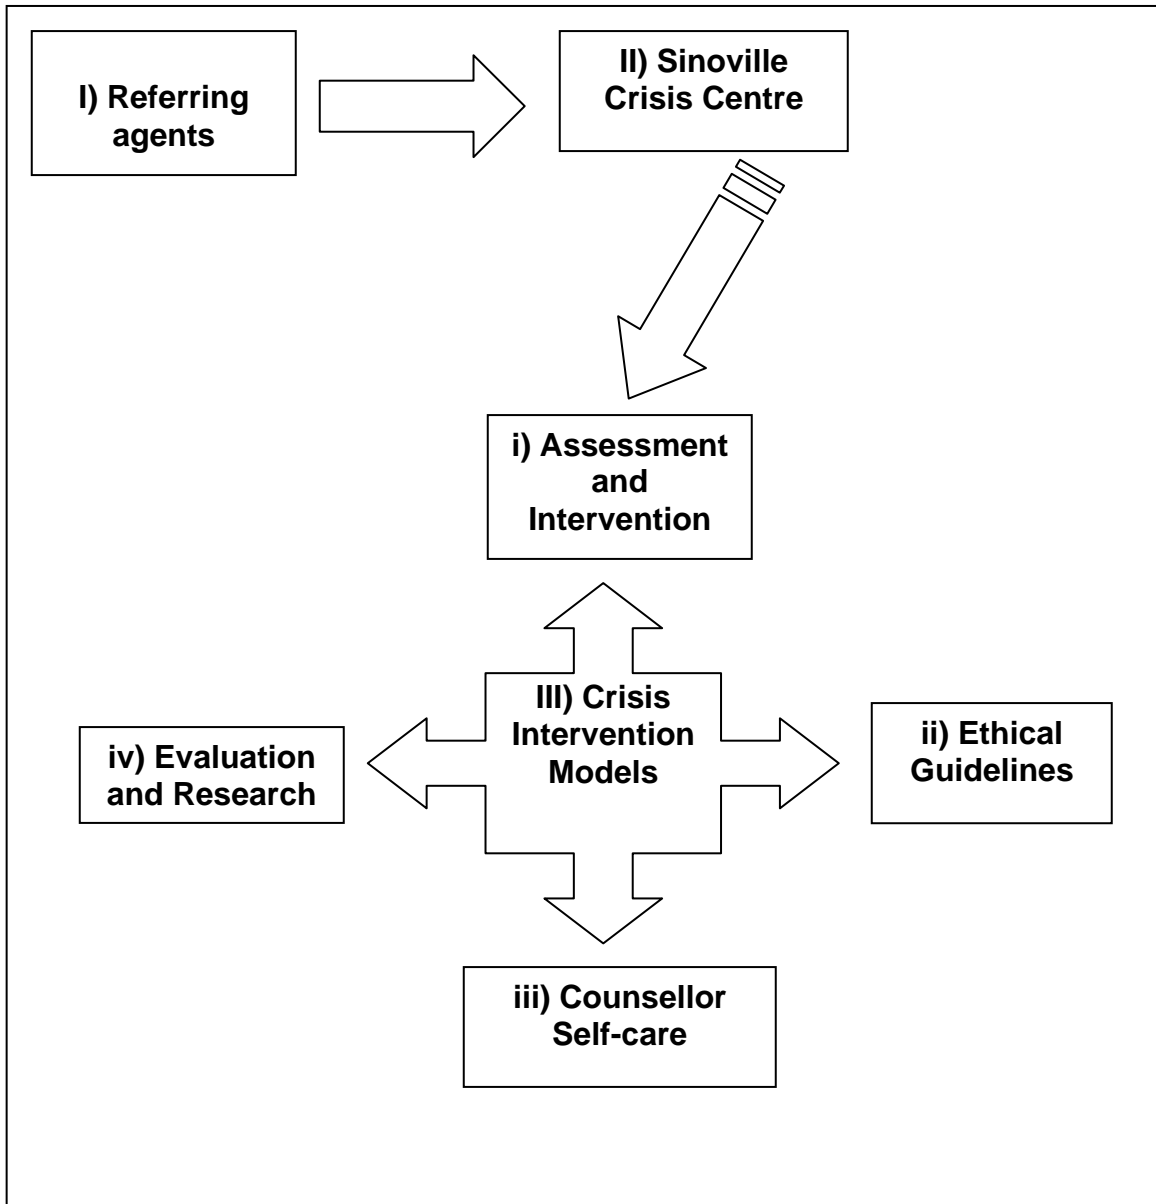 I) Referring
agents
II) Sinoville
Crisis Centre
i) Assessment
and
Intervention
III) Crisis
Intervention
Models
iv) Evaluation
and Research
ii) Ethical
Guidelines
iii) Counsellor
Self-care